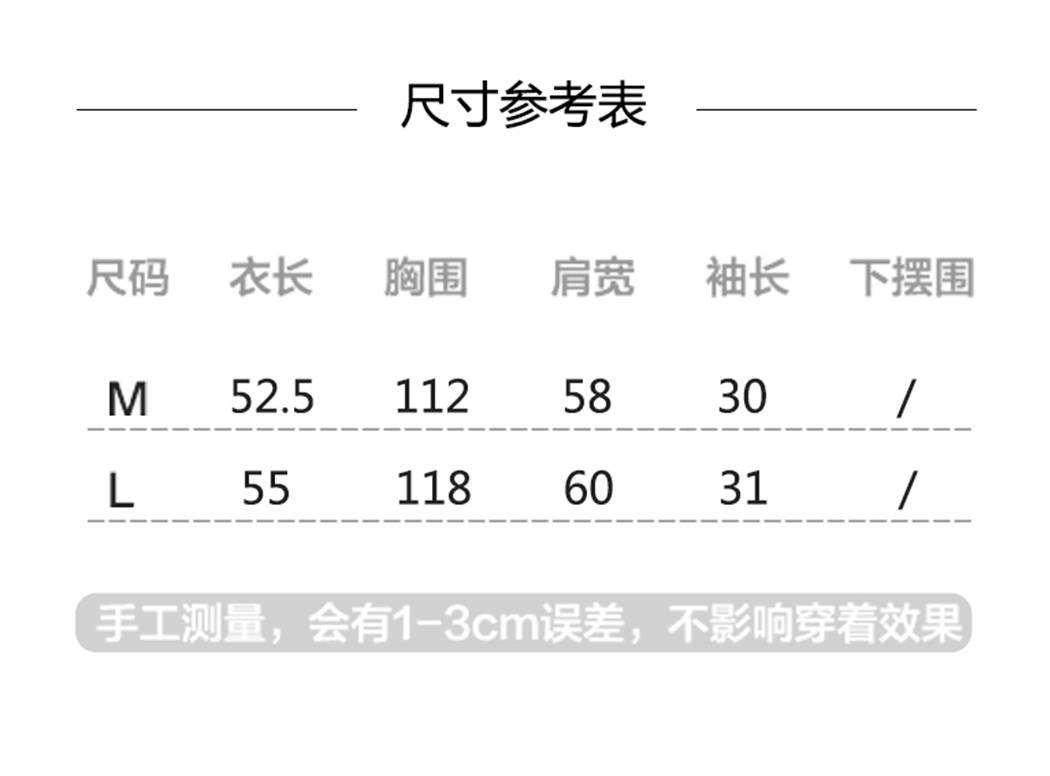 尺寸参考表
尺码 衣长 胸围 肩宽 袖长 下摆围
M 52.5 112 58 30 /
L 55 118 60 31 /
手工测量，会有1-3cm误差，不影响穿着效果